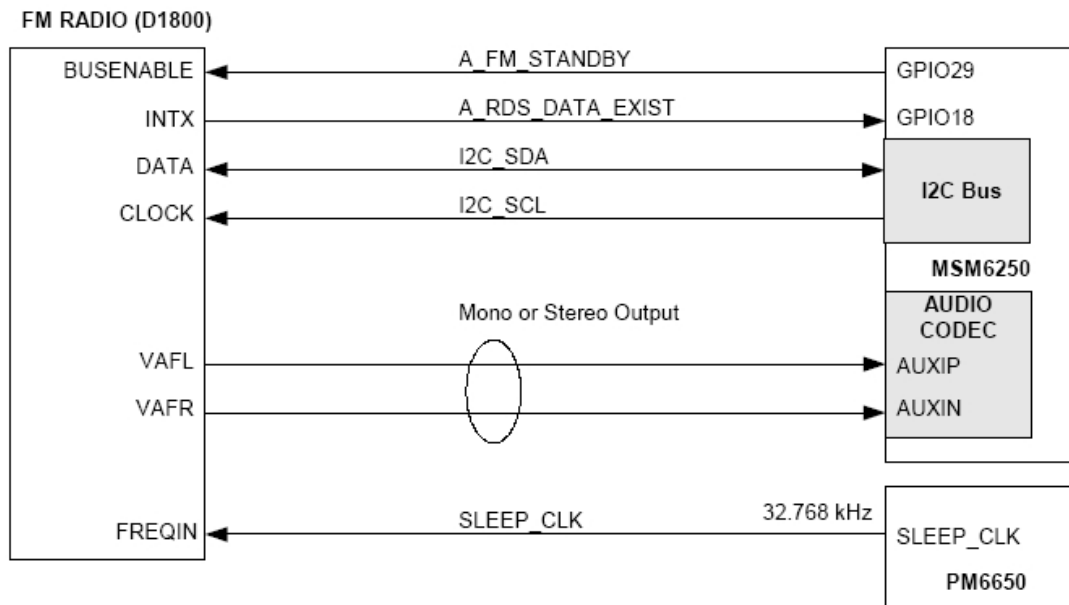 FM RADIO (D1800)
BUSENABLE
A_FM_STANDBY
GPIO29
INTX
A_RDS_DATA_EXIST
GPIO18
DATA
I2C_SDA
I2C Bus
CLOCK
I2C_SCL
MSM6250
AUDIO
CODEC
Mono or Stereo Output
VAFL
AUXIP
VAFR
AUXIN
32.768 kHz
FREQIN
SLEEP_CLK
SLEEP_CLK
PM6650